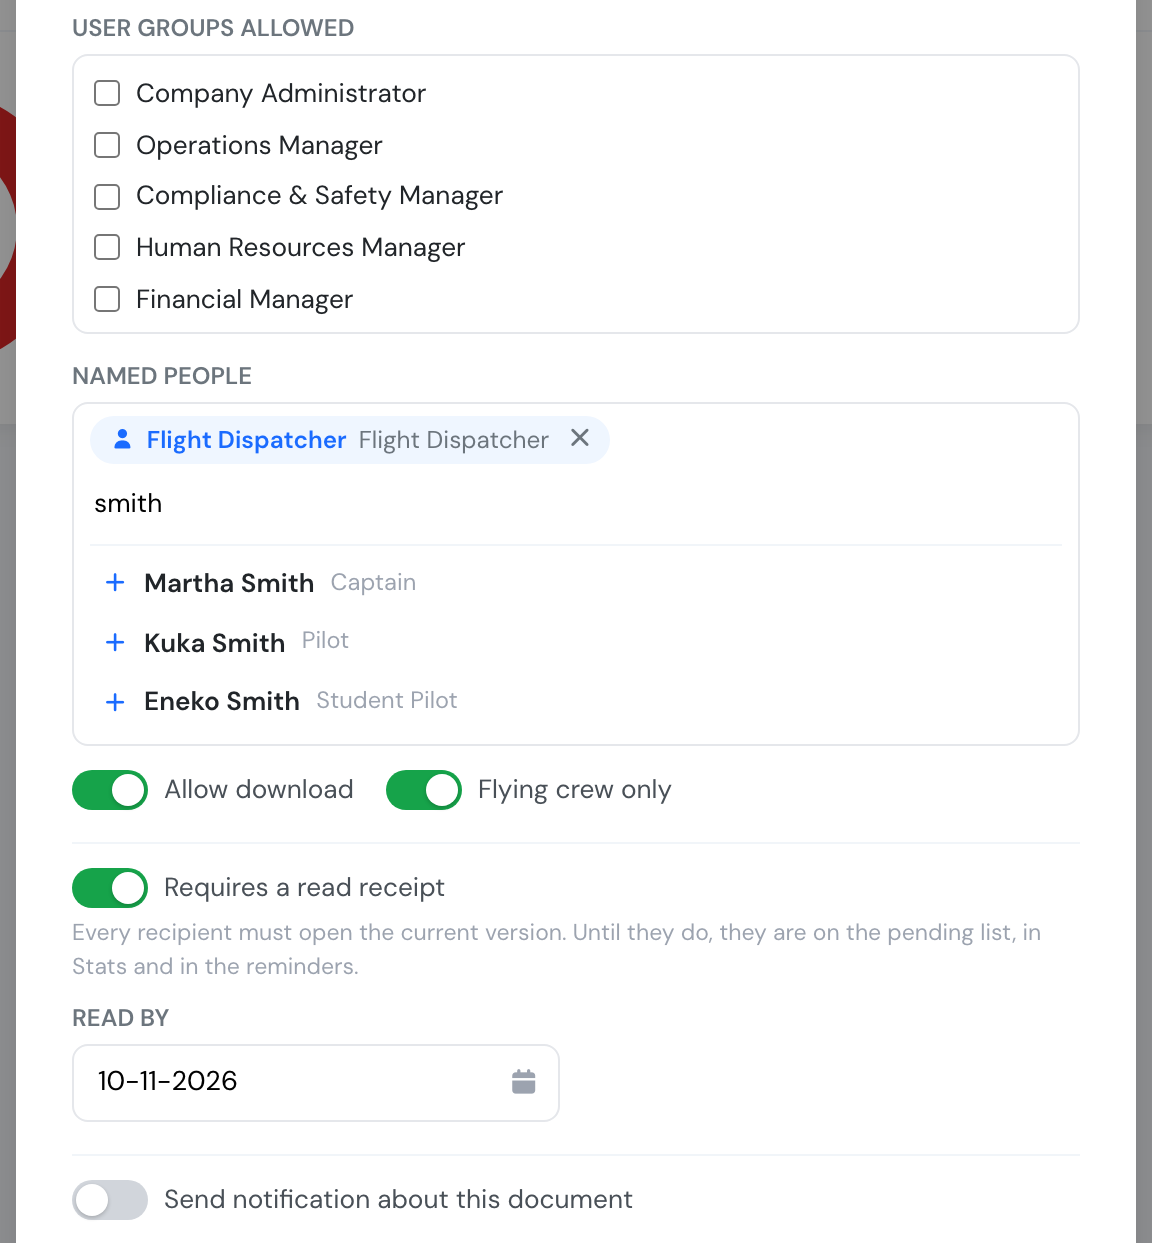 USER GROUPS ALLOWED
Company Administrator
Operations Manager
Compliance & Safety Manager
Human Resources Manager
Financial Manager
NAMED PEOPLE
Flight Dispatcher Flight Dispatcher
smith
Martha Smith Captain
Kuka Smith Pilot
Eneko Smith Student Pilot
Allow download Flying crew only
Requires a read receipt
Every recipient must open the current version. Until they do, they are on the pending list, in
Stats and in the reminders.
READ BY
10-11-2026
Send notification about this document